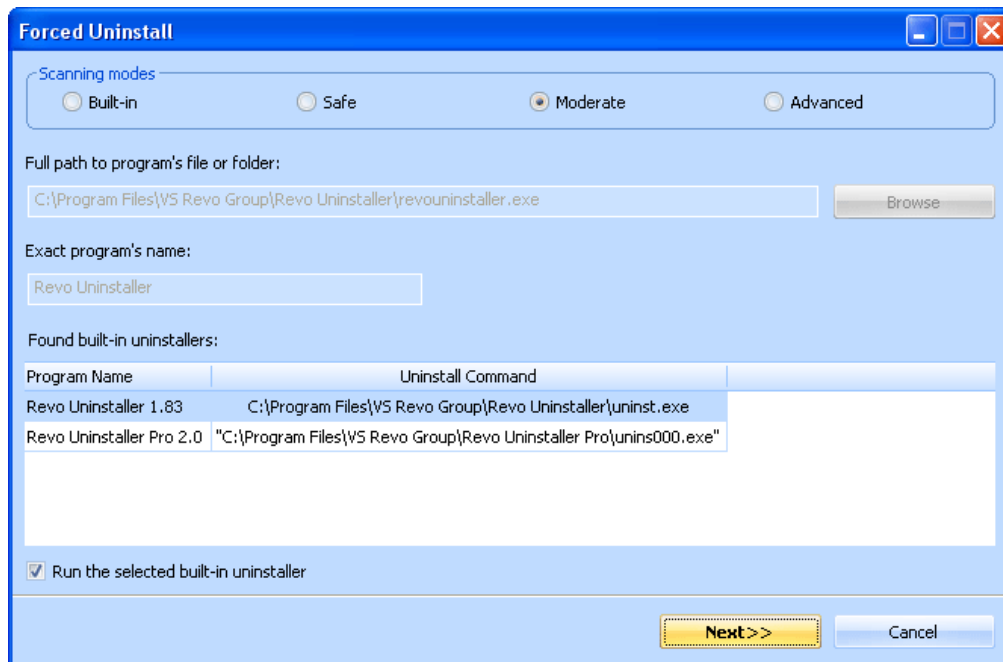 Forced Uninstall
Scanning modes
Built-in Safe Moderate Advanced
Full path to program's file or folder:
C:\Program Files\VS Revo Group\Revo Uninstaller\revouninstaller.exe Browse
Exact program's name:
Revo Uninstaller
Found built-in uninstallers:
Program Name Uninstall Command
Revo Uninstaller 1.83 C:\Program Files\VS Revo Group\Revo Uninstaller\uninst.exe
Revo Uninstaller Pro 2.0 "C:\Program Files\VS Revo Group\Revo Uninstaller Pro\unins000.exe"
Run the selected built-in uninstaller
Next>> Cancel